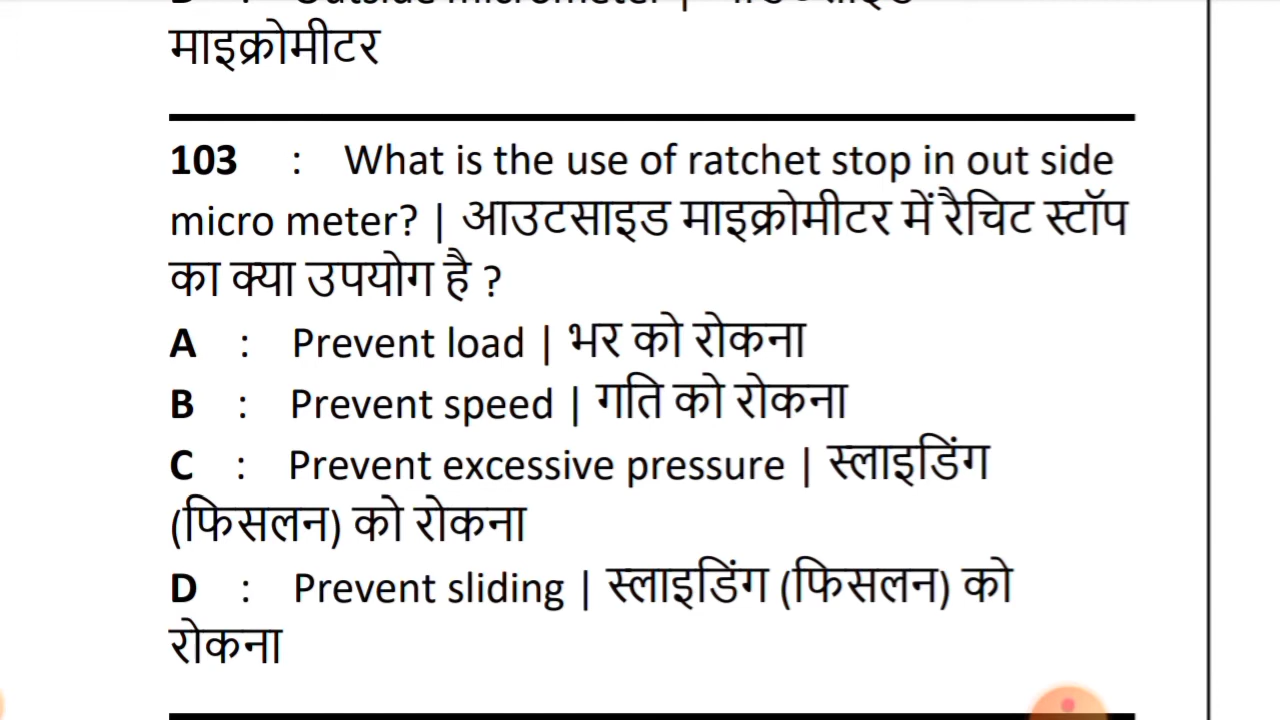 माइक्रोमीटर
103 : What is the use of ratchet stop in out side
micro meter? | आउटसाइड माइक्रोमीटर में रैचिट स्टॉप
का क्या उपयोग है ?
A : Prevent load | भर को रोकना
B : Prevent speed | गति को रोकना
C : Prevent excessive pressure | स्लाइडिंग
(फिसलन) को रोकना
D : Prevent sliding | स्लाइडिंग (फिसलन) को
रोकना